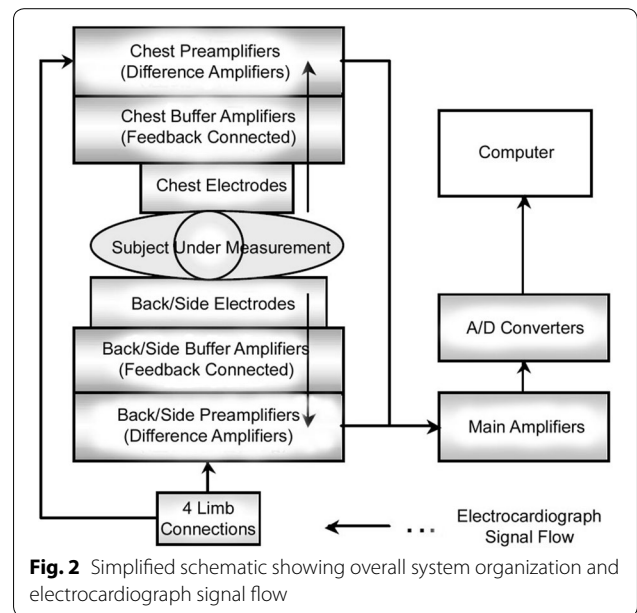 Chest Preamplifiers
(Difference Amplifiers)
Chest Buffer Amplifiers
(Feedback Connected)
Chest Electrodes
Subject Under Measurement
Back/Side Electrodes
Back/Side Buffer Amplifiers
(Feedback Connected)
Back/Side Preamplifiers
(Difference Amplifiers)
4 Limb
Connections
Computer
A/D Converters
Main Amplifiers
... Electrocardiograph
Signal Flow
Fig. 2 Simplified schematic showing overall system organization and
electrocardiograph signal flow